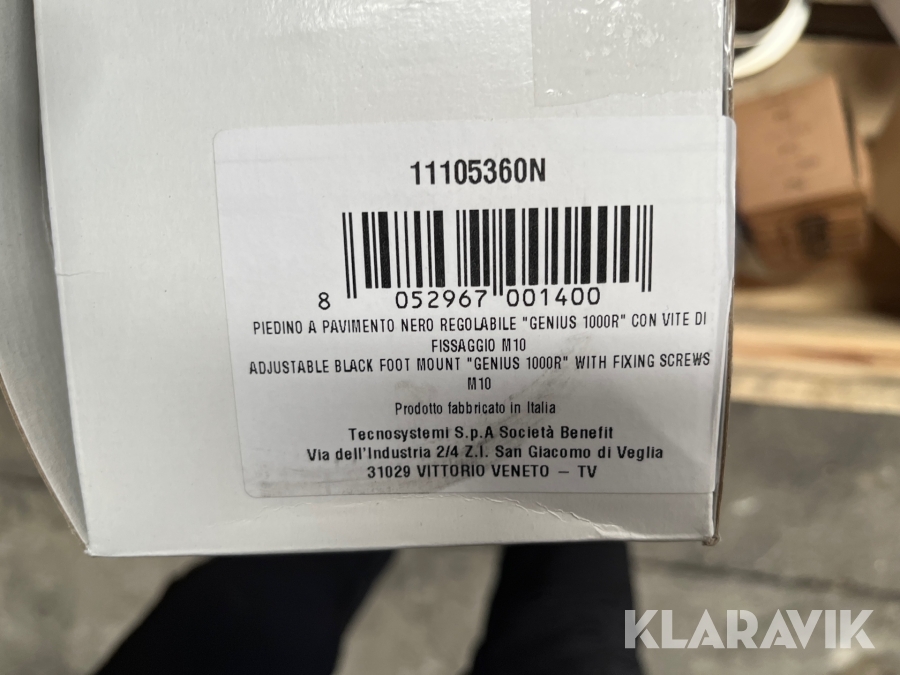 11105360N
8 052967 001400
PIEDINO A PAVIMENTO NERO REGOLABILE "GENIUS 1000R" CON VITE DI
FISSAGGIO M10
ADJUSTABLE BLACK FOOT MOUNT "GENIUS 1000R" WITH FIXING SCREWS
M10
Prodotto fabbricato in Italia
Tecnosystemi S.p.A Società Benefit
Via dell'Industria 2/4 Z.I. San Giacomo di Veglia
31029 VITTORIO VENETO – TV
KLARAVIK